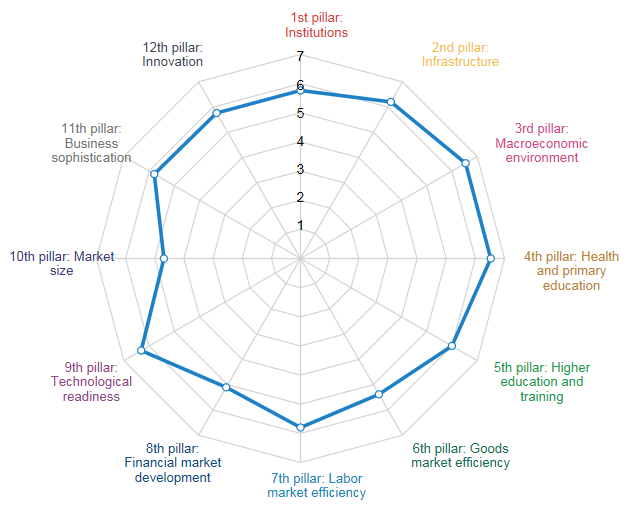 1st pillar:
Institutions
2nd pillar:
Infrastructure
3rd pillar:
Macroeconomic
environment
4th pillar: Health
and primary
education
5th pillar: Higher
education and
training
6th pillar: Goods
market efficiency
7th pillar: Labor
market efficiency
8th pillar:
Financial market
development
9th pillar:
Technological
readiness
10th pillar: Market
size
11th pillar:
Business
sophistication
12th pillar:
Innovation
7
6
5
4
3
2
1